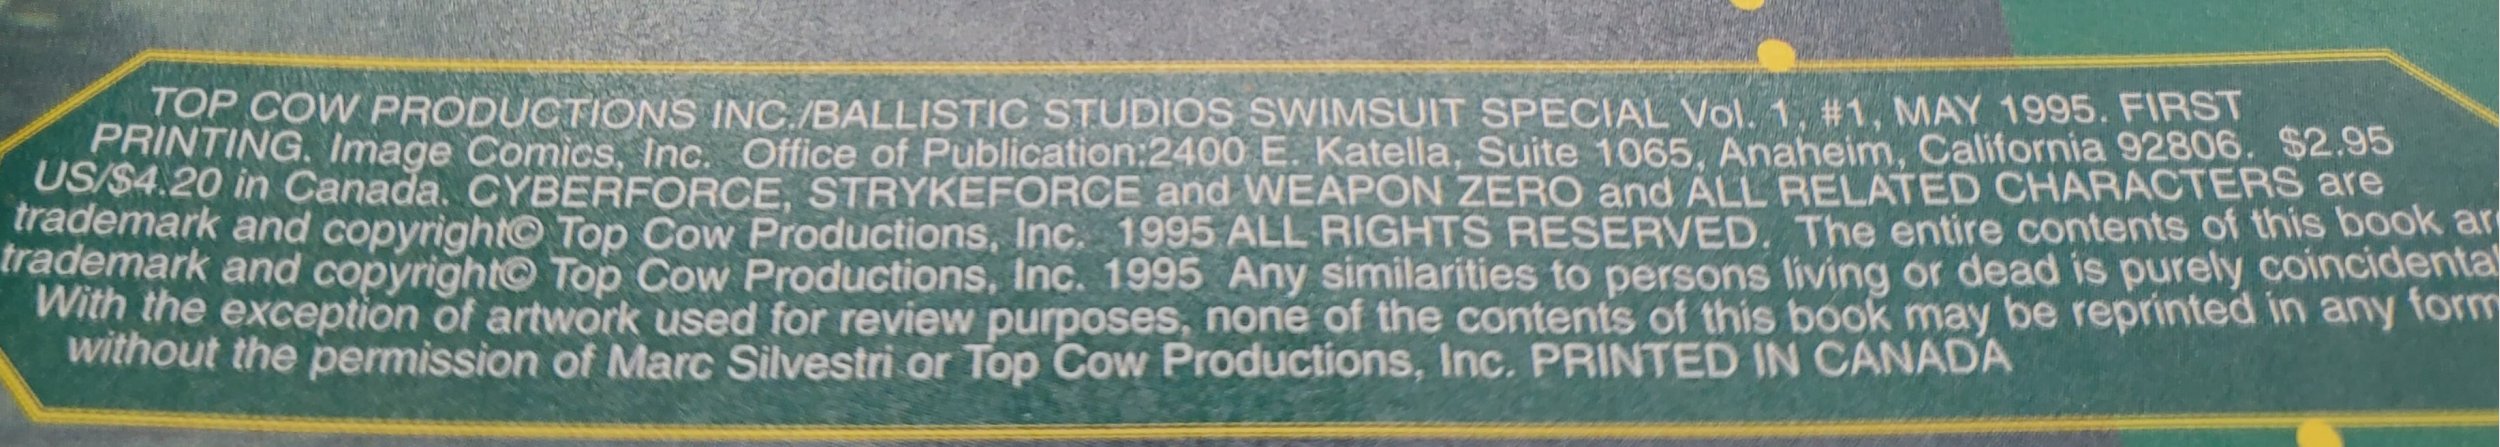 TOP COW PRODUCTIONS INC./BALLISTIC STUDIOS SWIMSUIT SPECIAL Vol. 1, #1, MAY 1995. FIRST
PRINTING. Image Comics, Inc. Office of Publication:2400 E. Katella, Suite 1065, Anaheim, California 92806. $2.95
US/$4.20 in Canada. CYBERFORCE, STRYKEFORCE and WEAPON ZERO and ALL RELATED CHARACTERS are
trademark and copyright© Top Cow Productions, Inc. 1995 ALL RIGHTS RESERVED. The entire contents of this book ar
trademark and copyright© Top Cow Productions, Inc. 1995 Any similarities to persons living or dead is purely coincidental
With the exception of artwork used for review purposes, none of the contents of this book may be reprinted in any form
without the permission of Marc Silvestri or Top Cow Productions, Inc. PRINTED IN CANADA